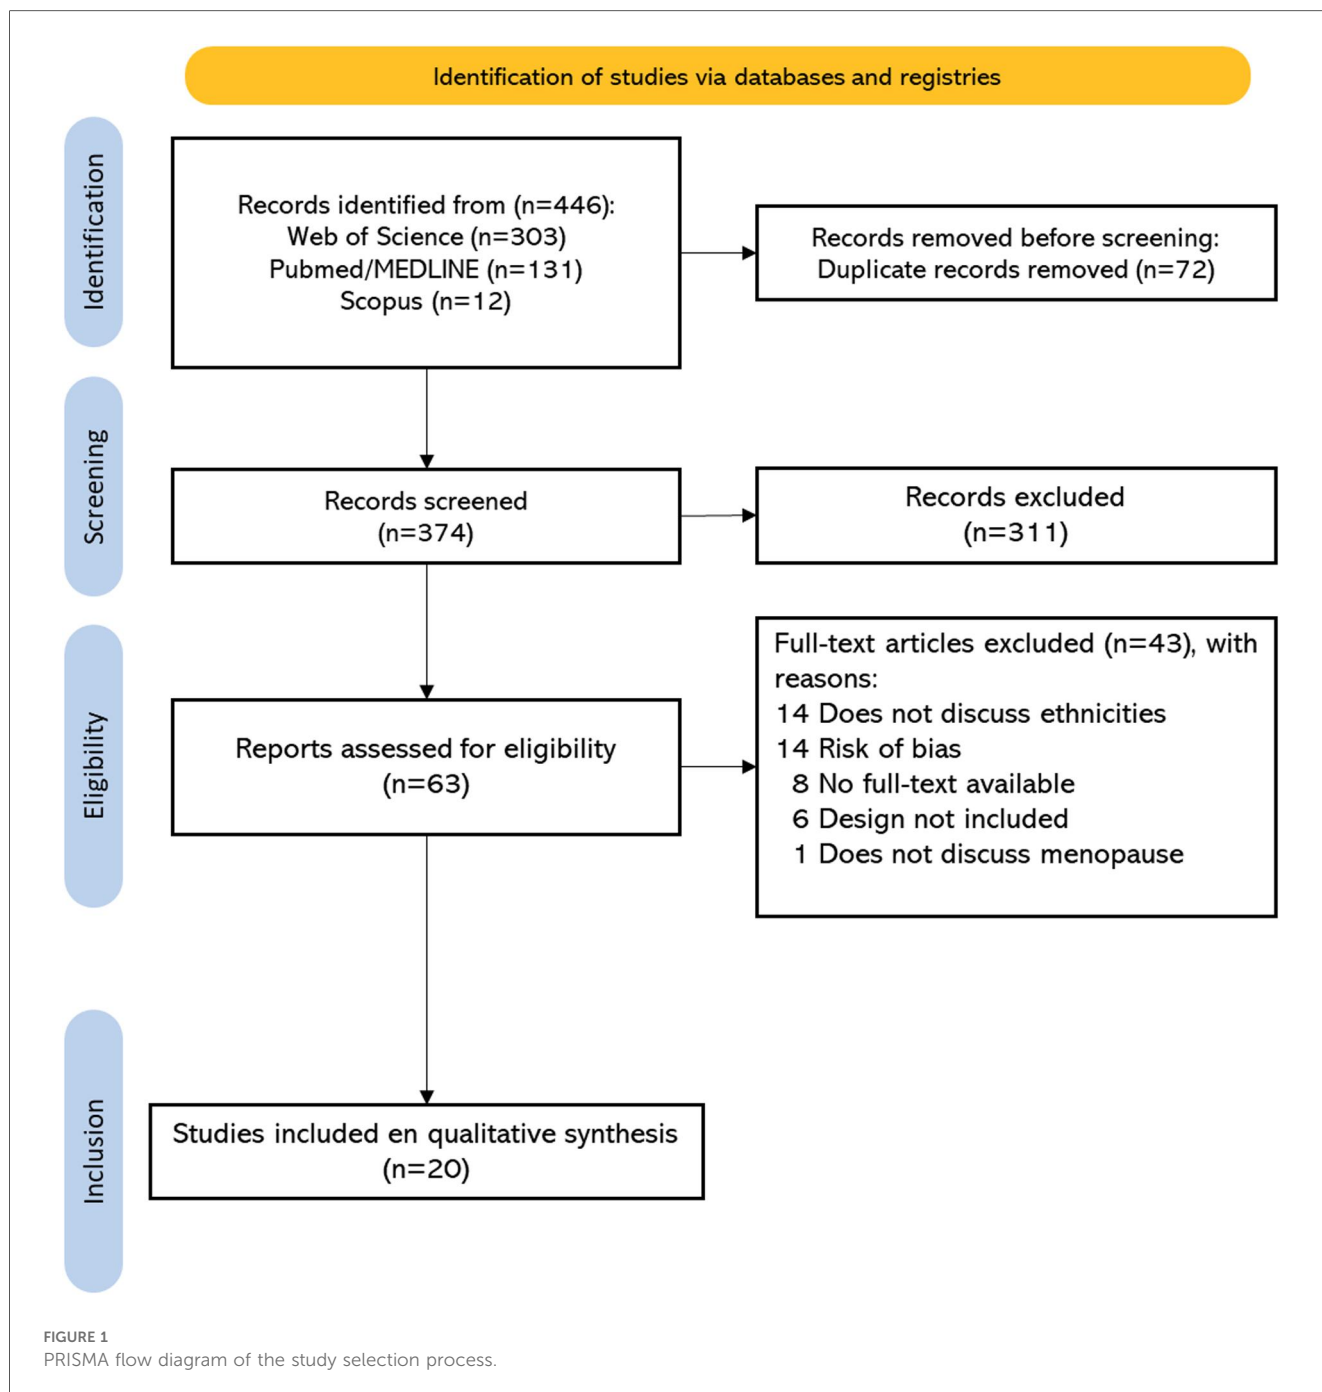 Identification of studies via databases and registries
Identification
Records identified from (n=446):
Web of Science (n=303)
Pubmed/MEDLINE (n=131)
Scopus (n=12)
Records removed before screening:
Duplicate records removed (n=72)
Screening
Records screened
(n=374)
Records excluded
(n=311)
Eligibility
Reports assessed for eligibility
(n=63)
Full-text articles excluded (n=43), with
reasons:
14 Does not discuss ethnicities
14 Risk of bias
8 No full-text available
6 Design not included
1 Does not discuss menopause
Inclusion
Studies included en qualitative synthesis
(n=20)
FIGURE 1
PRISMA flow diagram of the study selection process.